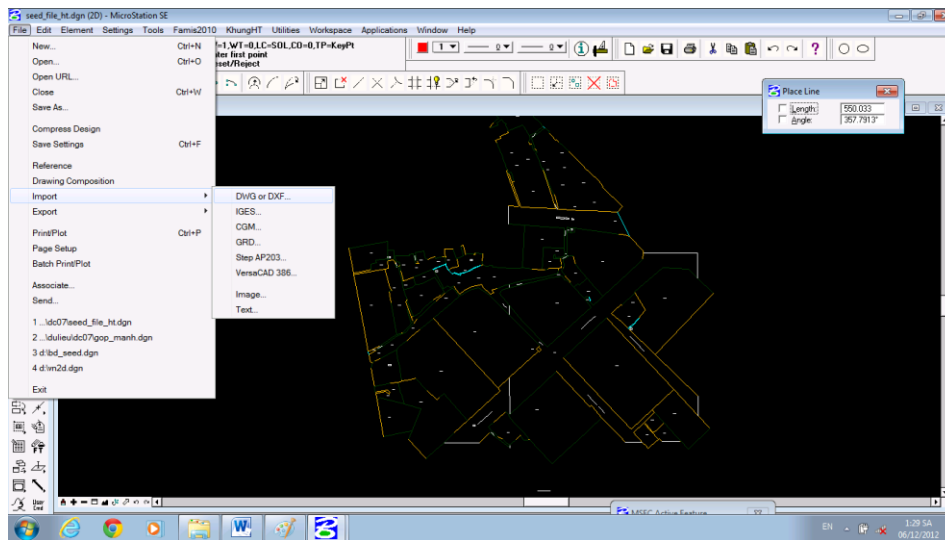 seed_file_ht.dgn (2D) - MicroStation SE
File Edit Element Settings Tools Famis2010 KhungHT Utilities Workspace Applications Window Help
=1,WT=0,LC=SOL,CO=0,TP=KeyPt
ter first point
set/Reject
1
0
0
New... Ctrl+N
Open... Ctrl+O
Open URL...
Close Ctrl+W
Save As...
Compress Design
Save Settings Ctrl+F
Reference
Drawing Composition
Import
Export
Print/Plot Ctrl+P
Page Setup
Batch Print/Plot
Associate...
Send...
1 ...\dc07\seed_file_ht.dgn
2 ...\dulieu\dc07\gop_manh.dgn
3 d:\bd_seed.dgn
4 d:\vn2d.dgn
Exit
DWG or DXF...
IGES...
CGM...
GRD...
Step AP203...
VersaCAD 386...
Image...
Text...
Place Line
Length: 550.033
Angle: 357.7913°
User Cmd
MSFC Active Feature
EN
1:29 SA
06/12/2012